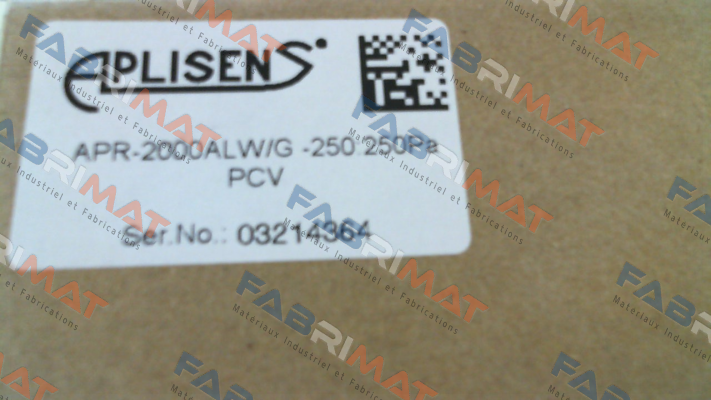 APLISENS
APR-2000ALW/G -250.250Pa
PCV
Ser.No.: 03214364
FABRIMAT
Materiaux Industriel et Fabrications